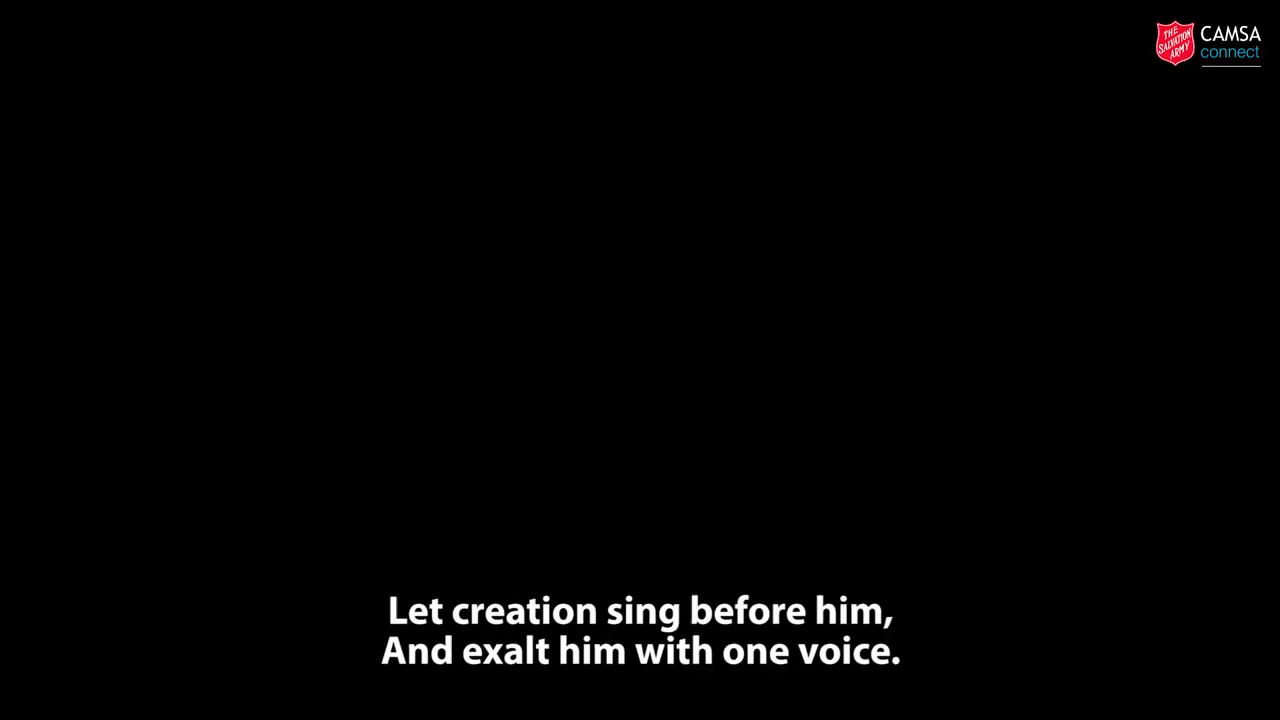 THE
SALVATION
ARMY
CAMSA
connect
Let creation sing before him,
And exalt him with one voice.